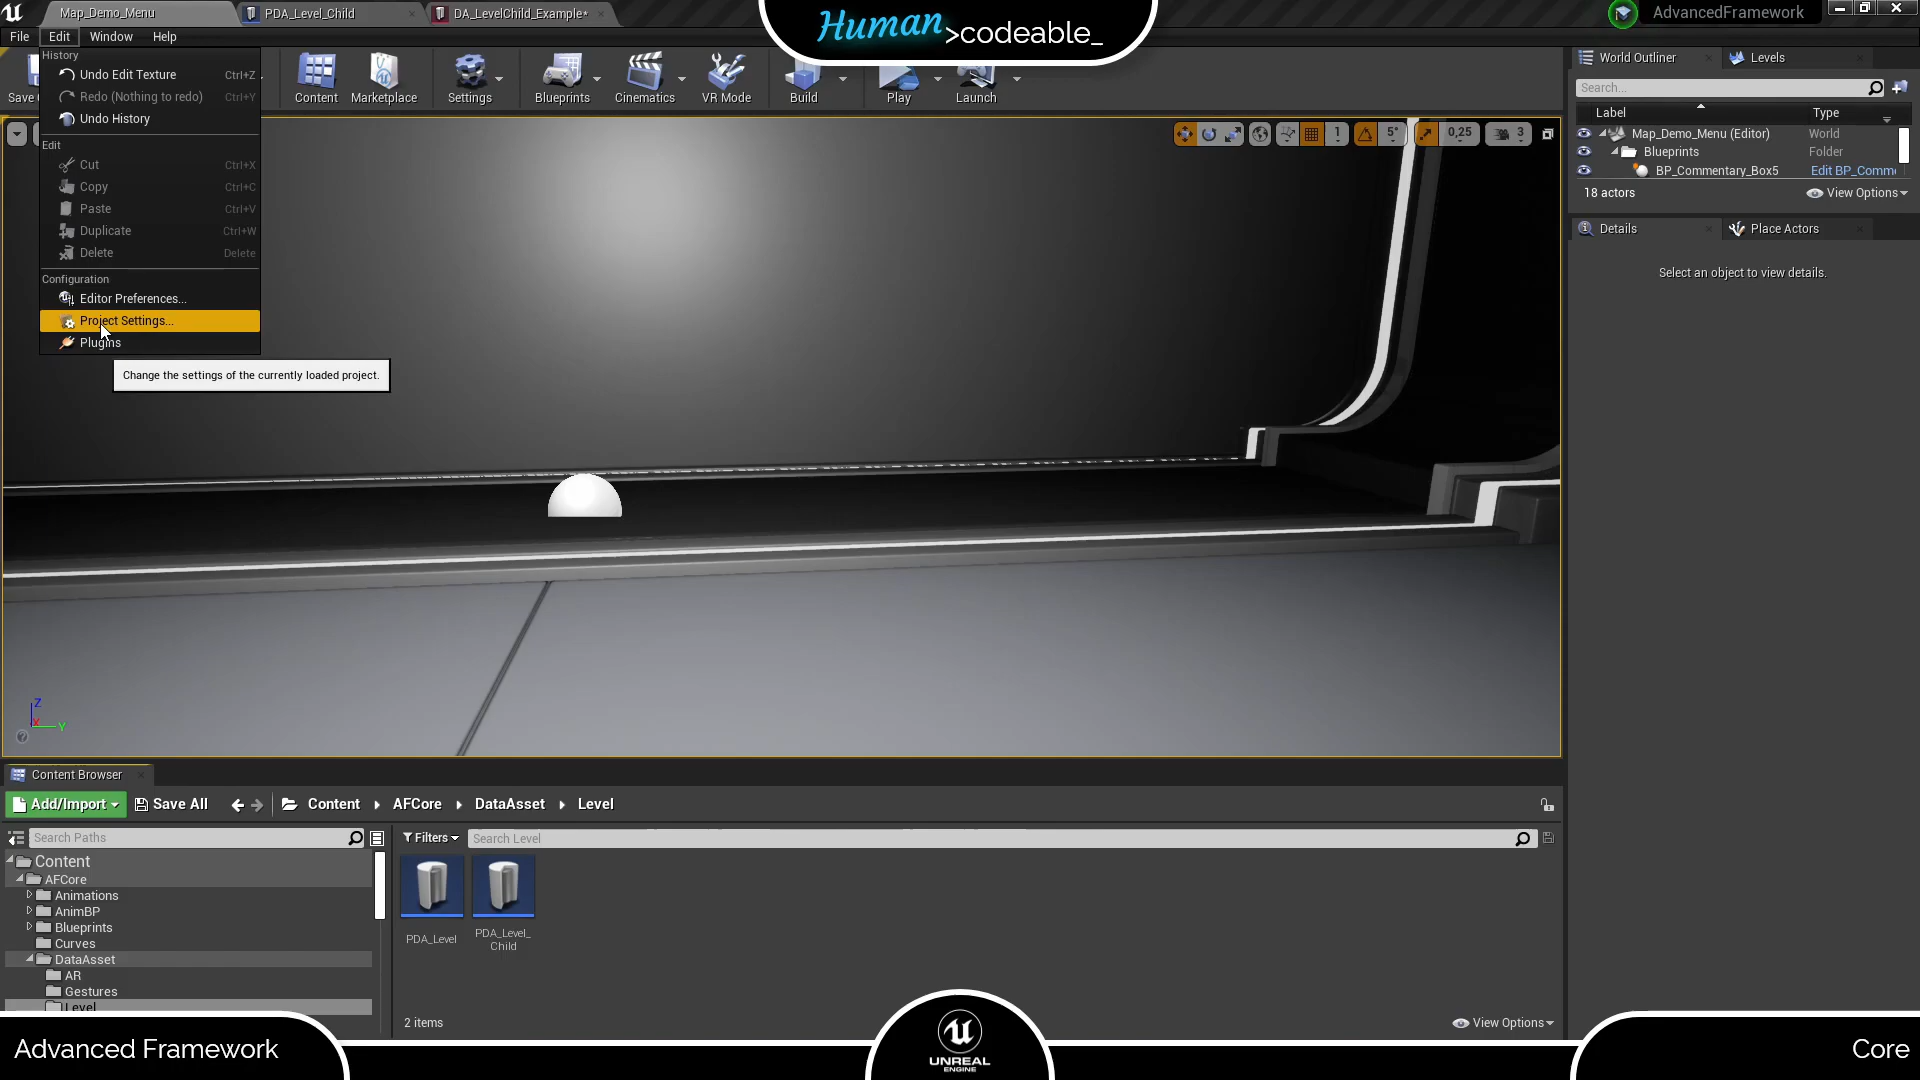 Map_Demo_Menu
PDA_Level_Child
DA_LevelChild_Example*
Human >codeable_
AdvancedFramework
File Edit Window Help
History
Undo Edit Texture Ctrl+Z
Redo (Nothing to redo) Ctrl+Y
Undo History
Edit
Cut Ctrl+X
Copy Ctrl+C
Paste Ctrl+V
Duplicate Ctrl+W
Delete Delete
Configuration
Editor Preferences...
Project Settings...
Plugins
Change the settings of the currently loaded project.
Save
Content
Marketplace
Settings
Blueprints
Cinematics
VR Mode
Build
Play
Launch
1
5°
0,25
3
World Outliner
Levels
Search...
Label Type
Map_Demo_Menu (Editor) World
Blueprints Folder
BP_Commentary_Box5 Edit BP_Comm
18 actors
View Options
Details
Place Actors
Select an object to view details.
Z
X
Y
Content Browser
Add/Import
Save All
Content
AFCore
DataAsset
Level
Search Paths
Filters
Search Level
Content
AFCore
Animations
AnimBP
Blueprints
Curves
DataAsset
AR
Gestures
Level
PDA_Level
PDA_Level_
Child
2 items
View Options
Advanced Framework
UNREAL
ENGINE
Core